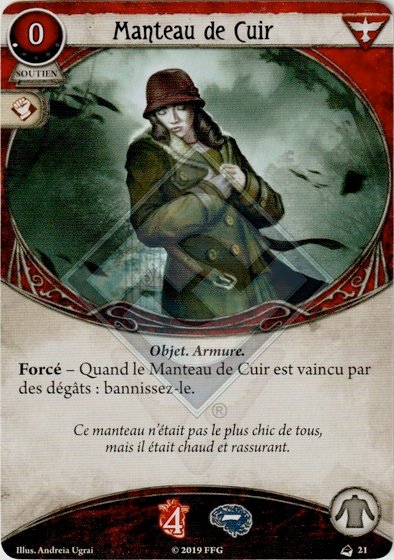 0
Manteau de Cuir
SOUTIEN
Objet. Armure.
Forcé – Quand le Manteau de Cuir est vaincu par
des dégâts : bannissez-le.
®
Ce manteau n'était pas le plus chic de tous,
mais il était chaud et rassurant.
4
–
Illus. Andreia Ugrai
© 2019 FFG
21